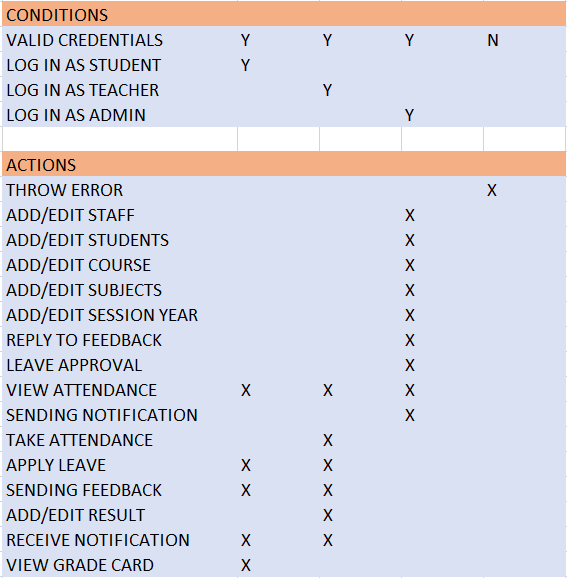 CONDITIONS
VALID CREDENTIALS Y Y Y N
LOG IN AS STUDENT Y
LOG IN AS TEACHER Y
LOG IN AS ADMIN Y
ACTIONS
THROW ERROR X
ADD/EDIT STAFF X
ADD/EDIT STUDENTS X
ADD/EDIT COURSE X
ADD/EDIT SUBJECTS X
ADD/EDIT SESSION YEAR X
REPLY TO FEEDBACK X
LEAVE APPROVAL X
VIEW ATTENDANCE X X X
SENDING NOTIFICATION X
TAKE ATTENDANCE X
APPLY LEAVE X X
SENDING FEEDBACK X X
ADD/EDIT RESULT X
RECEIVE NOTIFICATION X X
VIEW GRADE CARD X